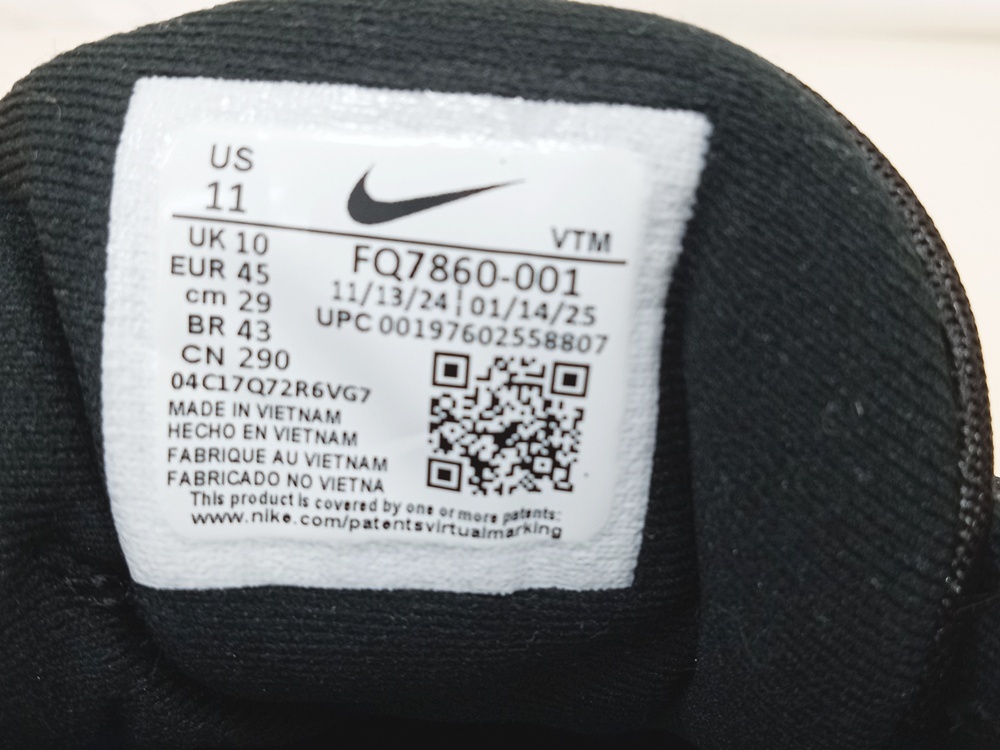 US
11
UK 10
EUR 45
cm 29
BR 43
CN 290
VTM
FQ7860-001
11/13/24 | 01/14/25
UPC 00197602558807
04C17Q72R6VG7
MADE IN VIETNAM
HECHO EN VIETNAM
FABRIQUE AU VIETNAM
FABRICADO NO VIETNA
This product is covered by one or more patents:
www.nike.com/patentsvirtualmarking